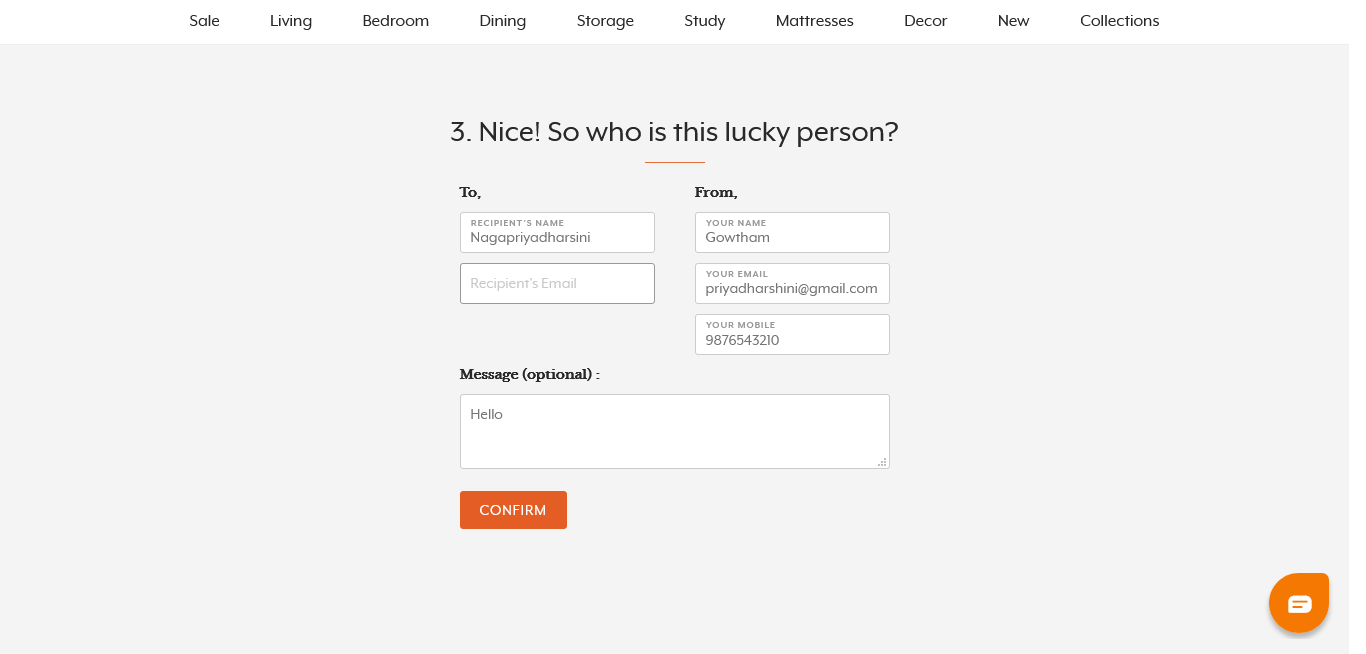 Sale Living Bedroom Dining Storage Study Mattresses Decor New Collections
3. Nice! So who is this lucky person?
To,
RECIPIENT'S NAME
Nagapriyadharsini
Recipient's Email
From,
YOUR NAME
Gowtham
YOUR EMAIL
priyadharshini@gmail.com
YOUR MOBILE
9876543210
Message (optional) :
Hello
CONFIRM